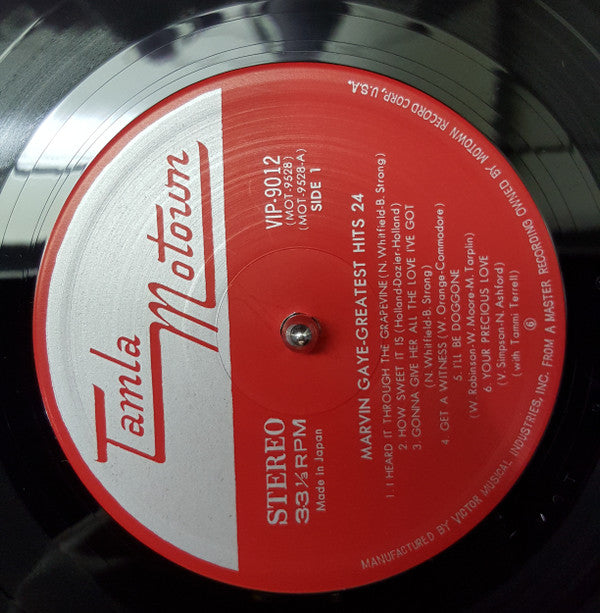 Tamla
Motown
STEREO
33⅓RPM
Made in Japan
VIP-9012
(MOT-9528)
(MOT-9528-A)
SIDE 1
MARVIN GAYE-GREATEST HITS 24
1. I HEARD IT THROUGH THE GRAPEVINE (N. Whitfield-B. Strong)
2. HOW SWEET IT IS (Holland-Dozier-Holland)
3. GONNA GIVE HER ALL THE LOVE I'VE GOT
(N. Whitfield-B. Strong)
4. GET A WITNESS (W. Orange-Commodore)
5. I'LL BE DOGGONE
(W. Robinson-W. Moore-M. Tarplin)
6. YOUR PRECIOUS LOVE
(V. Simpson-N. Ashford)
(with Tammi Terrell)
⑥
MANUFACTURED BY VICTOR MUSICAL INDUSTRIES, INC. FROM A MASTER RECORDING OWNED BY MOTOWN RECORD CORP., U.S.A.